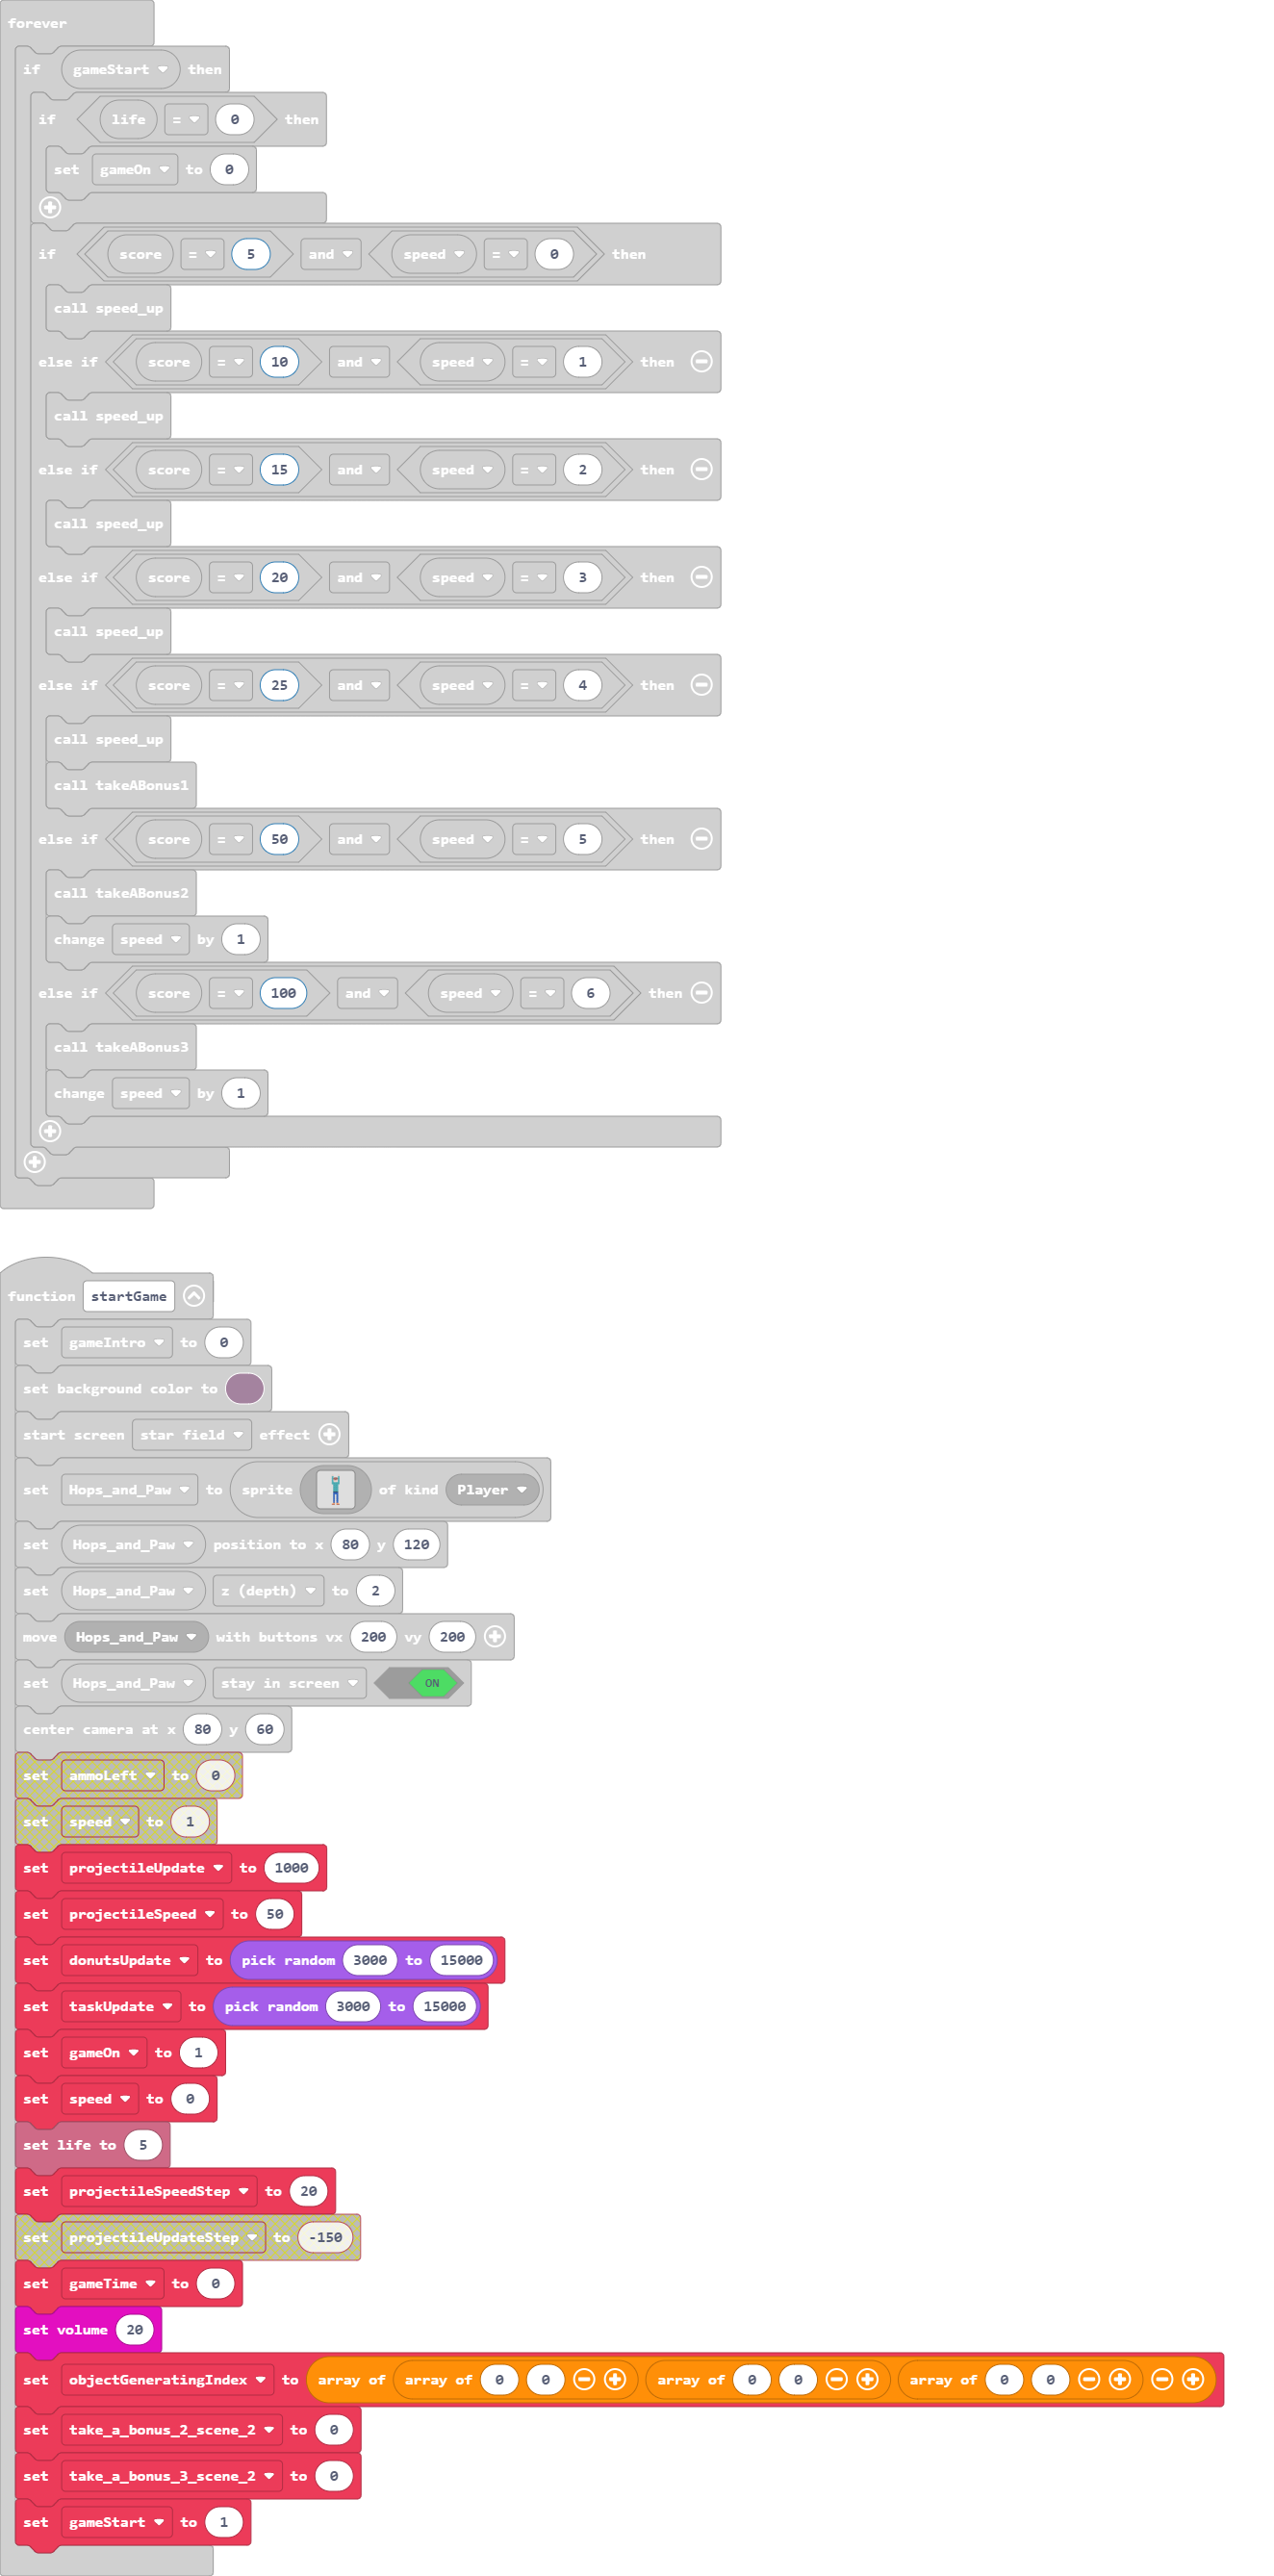 forever
if gameStart then
if life = 0 then
set gameOn to 0
if score = 5 and speed = 0 then
call speed_up
else if score = 10 and speed = 1 then
call speed_up
else if score = 15 and speed = 2 then
call speed_up
else if score = 20 and speed = 3 then
call speed_up
else if score = 25 and speed = 4 then
call speed_up
call takeABonus1
else if score = 50 and speed = 5 then
call takeABonus2
change speed by 1
else if score = 100 and speed = 6 then
call takeABonus3
change speed by 1
function startGame
set gameIntro to 0
set background color to
start screen star field effect
set Hops_and_Paw to sprite of kind Player
set Hops_and_Paw position to x 80 y 120
set Hops_and_Paw z (depth) to 2
move Hops_and_Paw with buttons vx 200 vy 200
set Hops_and_Paw stay in screen ON
center camera at x 80 y 60
set ammoLeft to 0
set speed to 1
set projectileUpdate to 1000
set projectileSpeed to 50
set donutsUpdate to pick random 3000 to 15000
set taskUpdate to pick random 3000 to 15000
set gameOn to 1
set speed to 0
set life to 5
set projectileSpeedStep to 20
set projectileUpdateStep to -150
set gameTime to 0
set volume 20
set objectGeneratingIndex to array of array of 0 0 array of 0 0 array of 0 0
set take_a_bonus_2_scene_2 to 0
set take_a_bonus_3_scene_2 to 0
set gameStart to 1